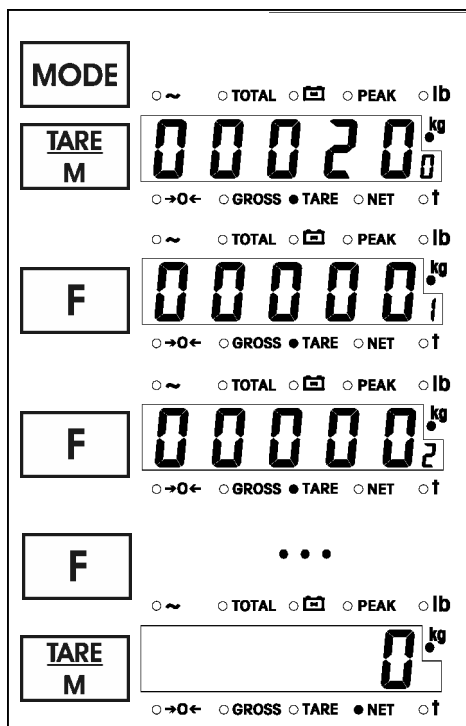 MODE
~ TOTAL PEAK lb
TARE
M
00020 0 kg
→0← GROSS TARE NET t
~ TOTAL PEAK lb
F
00000 1 kg
→0← GROSS TARE NET t
~ TOTAL PEAK lb
F
00000 2 kg
→0← GROSS TARE NET t
F
...
~ TOTAL PEAK lb
TARE
M
0 kg
→0← GROSS TARE NET t